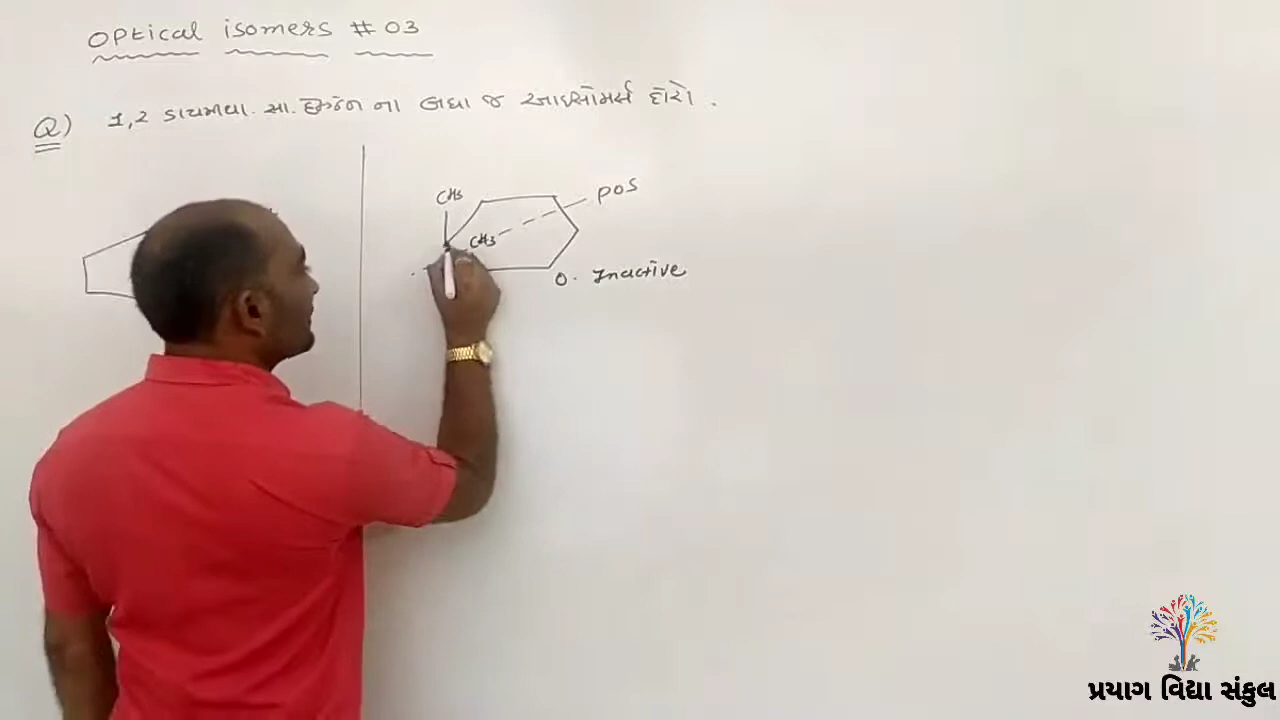 Optical isomers # 03
Q) 1,2 ડાયમીથા. સા. હેક્ઝેન ના બધા જ આઇસોમર્સ દોરો .
CH3
POS
CH3
O. Inactive
પ્રયાગ વિદ્યા સંકુલ